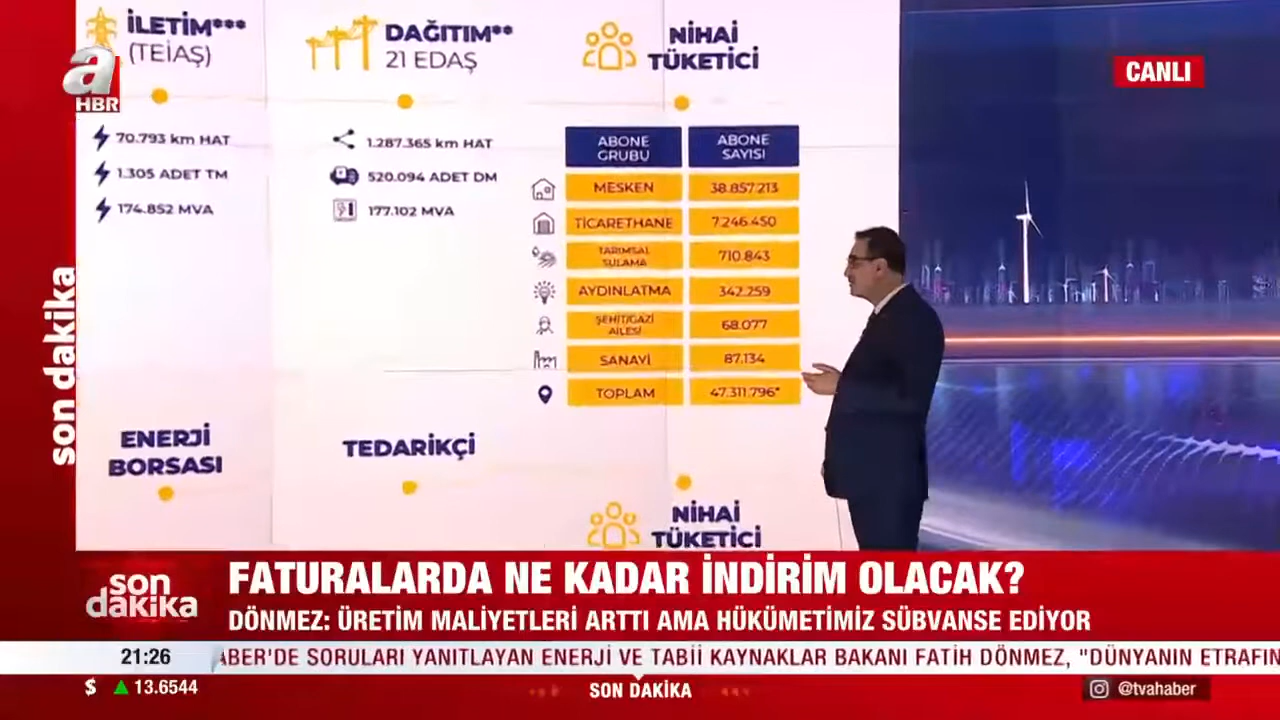 İLETİM***
(TEİAŞ)
70.793 km HAT
1.305 ADET TM
174.852 MVA
DAĞITIM**
21 EDAŞ
1.287.365 km HAT
520.094 ADET DM
177.102 MVA
NİHAİ
TÜKETİCİ
ABONE GRUBU ABONE SAYISI
MESKEN 38.857.213
TİCARETHANE 7.246.450
TARIMSAL SULAMA 710.843
AYDINLATMA 342.259
ŞEHİT/GAZİ AİLESİ 68.077
SANAYİ 87.134
TOPLAM 47.311.796*
ENERJİ
BORSASI
TEDARİKÇİ
NİHAİ
TÜKETİCİ
a
HBR
CANLI
son dakika
son
dakika
FATURALARDA NE KADAR İNDİRİM OLACAK?
DÖNMEZ: ÜRETİM MALİYETLERİ ARTTI AMA HÜKÜMETİMİZ SÜBVANSE EDİYOR
21:26
ABER'DE SORULARI YANITLAYAN ENERJİ VE TABİİ KAYNAKLAR BAKANI FATİH DÖNMEZ, "DÜNYANIN ETRAFIN
$ 13.6544
SON DAKİKA
@tvahaber